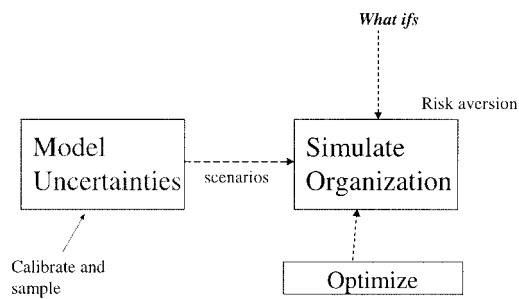 What ifs
Risk aversion
Model
Uncertainties
scenarios
Simulate
Organization
Calibrate and
sample
Optimize